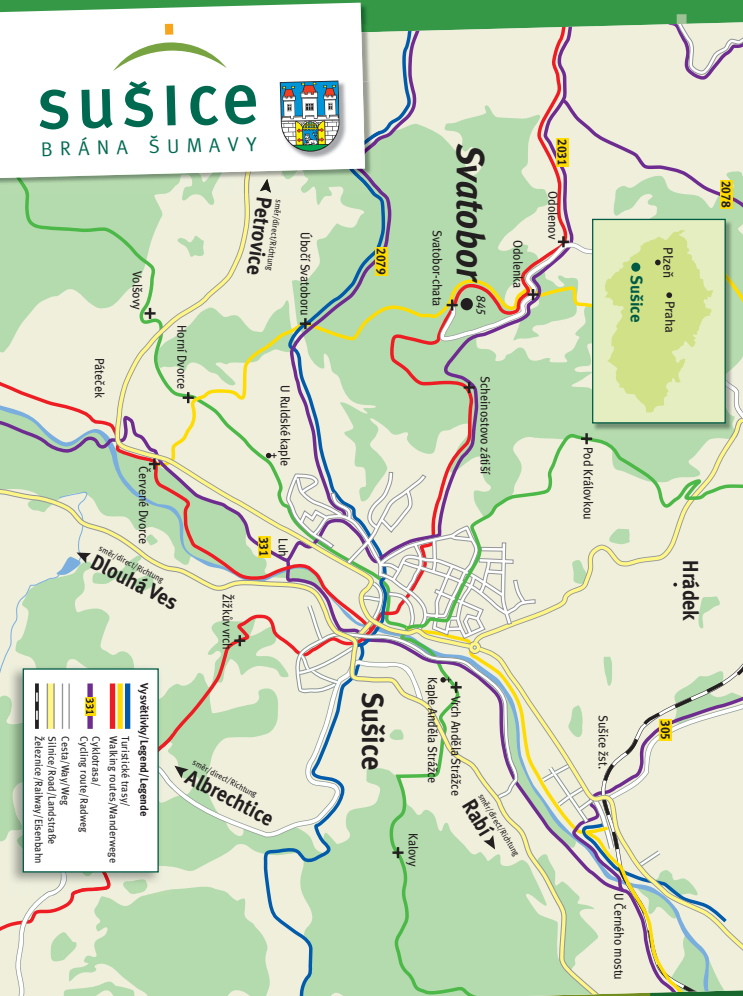 sušice
BRÁNA ŠUMAVY
2031
2078
Odolenov
Plzeň
Praha
Sušice
Svatobor
845
Odolenka
Svatobor-chata
2079
směr/direct/Richtung
Petrovice
Úbočí Svatoboru
Volšovy
Horní Dvorce
Páteček
U Ruldské kaple
Scheinostovo zátiší
Pod Královkou
Červené Dvorce
331
Luh
Hrádek
směr/direct/Richtung
Dlouhá Ves
Žižkův vrch
Sušice
Vrch Anděla Strážce
Kaple Anděla Strážce
Sušice žst.
305
směr/direct/Richtung
Albrechtice
směr/direct/Richtung
Rabí
Kalovy
U Černého mostu
Vysvětlivky/Legend/Legende
Turistické trasy/
Walking routes/Wanderwege
331
Cyklotrasa/
Cycling route/Radweg
Cesta/Way/Weg
Silnice/Road/Landstraße
Železnice/Railway/Eisenbahn